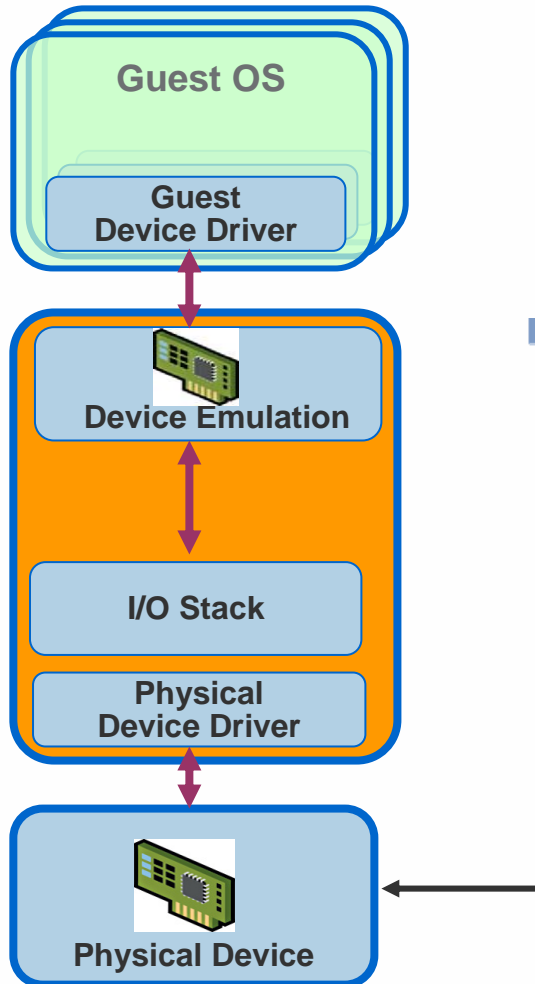 Guest OS
Guest
Device Driver
Device Emulation
I/O Stack
Physical
Device Driver
Physical Device